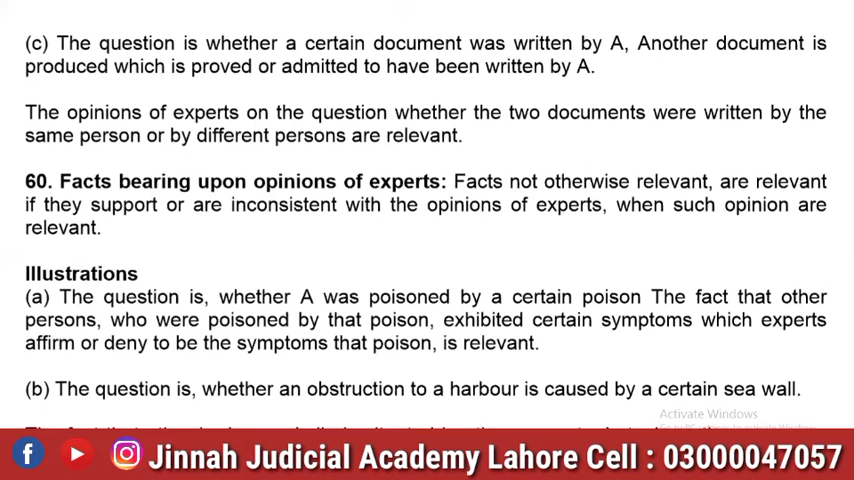 (c) The question is whether a certain document was written by A, Another document is
produced which is proved or admitted to have been written by A.
The opinions of experts on the question whether the two documents were written by the
same person or by different persons are relevant.
60. Facts bearing upon opinions of experts: Facts not otherwise relevant, are relevant
if they support or are inconsistent with the opinions of experts, when such opinion are
relevant.
Illustrations
(a) The question is, whether A was poisoned by a certain poison The fact that other
persons, who were poisoned by that poison, exhibited certain symptoms which experts
affirm or deny to be the symptoms that poison, is relevant.
(b) The question is, whether an obstruction to a harbour is caused by a certain sea wall.
Activate Windows
Jinnah Judicial Academy Lahore Cell : 03000047057